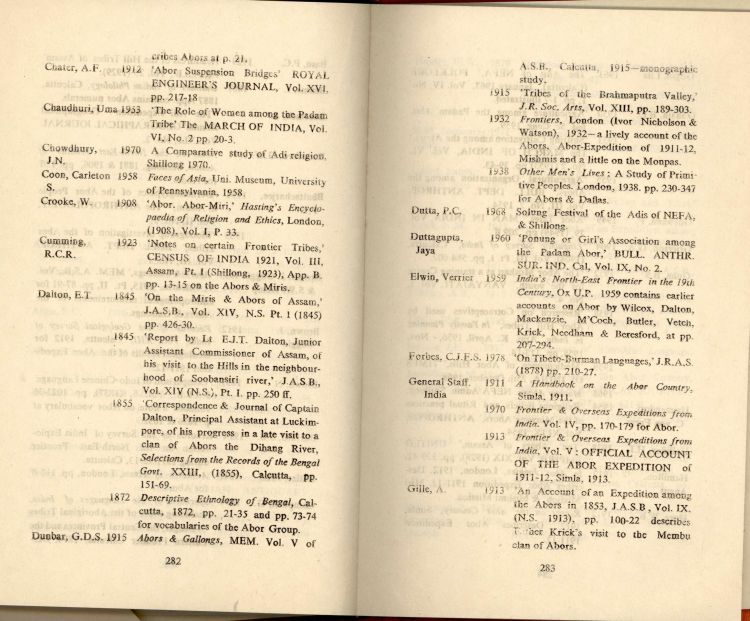 cribes Abors at p. 21.
Chater, A.F. 1912 'Abor Suspension Bridges' ROYAL
ENGINEER'S JOURNAL, Vol. XVI.
pp. 217-18
Chaudhuri, Uma 1953 'The Role of Women among the Padam
Tribe' The MARCH OF INDIA, Vol.
VI, No. 2 pp. 20-3.
Chowdhury, 1970 A Comparative study of Adi religion,
J.N. Shillong 1970.
Coon, Carleton 1958 Faces of Asia, Uni. Museum, University
S. of Pennsylvania, 1958.
Crooke, W. 1908 'Abor. Abor-Miri,' Hasting's Encyclo-
paedia of Religion and Ethics, London,
(1908). Vol. I, P. 33.
Cumming, 1923 'Notes on certain Frontier Tribes,'
R.C.R. CENSUS OF INDIA 1921, Vol. III,
Assam, Pt. I (Shillong, 1923), App. B.
pp. 13-15 on the Abors & Miris.
Dalton, E.T 1845 'On the Miris & Abors of Assam,'
J.A.S.B., Vol. XIV, N.S. Pt. 1 (1845)
pp. 426-30.
1845 'Report by Lt E.J.T. Dalton, Junior
Assistant Commissioner of Assam, of
his visit to the Hills in the neighbour-
hood of Soobansiri river,' J.A.S.B.,
Vol. XIV (N.S.), Pt. I. pp. 250 ff.
1855 'Correspondence & Journal of Captain
Dalton, Principal Assistant at Luckim-
pore, of his progress in a late visit to a
clan of Abors the Dihang River,
Selections from the Records of the Bengal
Govt. XXIII, (1855), Calcutta, pp.
151-69.
1872 Descriptive Ethnology of Bengal, Cal-
cutta, 1872, pp. 21-35 and pp. 73-74
for vocabularies of the Abor Group.
Dunbar, G.D.S. 1915 Abors & Gallongs, MEM. Vol. V of
282
A.S.B., Calcutta, 1915—monographic
study.
1915 'Tribes of the Brahmaputra Valley,'
J.R. Soc. Arts, Vol. XIII, pp. 189-303.
1932 Frontiers, London (Ivor Nicholson &
Watson), 1932—a lively account of the
Abors, Abor-Expedition of 1911-12,
Mishmis and a little on the Monpas.
1938 Other Men's Lives : A Study of Primi-
tive Peoples. London, 1938. pp. 230-347
for Abors & Daflas.
Dutta, P.C. 1968 Solung Festival of the Adis of NEFA,
& Shillong.
Duttagupta, 1960 'Ponung or Girl's Association among
Jaya the Padam Abor,' BULL. ANTHR.
SUR. IND. Cal, Vol. IX, No. 2.
Elwin, Verrier 1959 India's North-East Frontier in the 19th
Century, Ox U.P. 1959 contains earlier
accounts on Abor by Wilcox, Dalton,
Mackenzie, M'Coch, Butler, Vetch,
Krick, Needham & Beresford, at pp.
207-294.
Forbes, C.J.F.S. 1978 'On Tibeto-Burman Languages,' J.R.A.S.
(1878) pp. 210-27.
General Staff. 1911 A Handbook on the Abor Country,
India Simla, 1911.
1970 Frontier & Overseas Expeditions from
India. Vol. IV, pp. 170-179 for Abor.
1913 Frontier & Overseas Expeditions from
India, Vol. V : OFFICIAL ACCOUNT
OF THE ABOR EXPEDITION of
1911-12, Simla, 1913.
Gille, A. 1913 'An Account of an Expedition among
the Abors in 1853, J.A.S.B, Vol. IX.
(N.S. 1913), pp. 100-22 describes
Father Krick's visit to the Membu
clan of Abors.
283